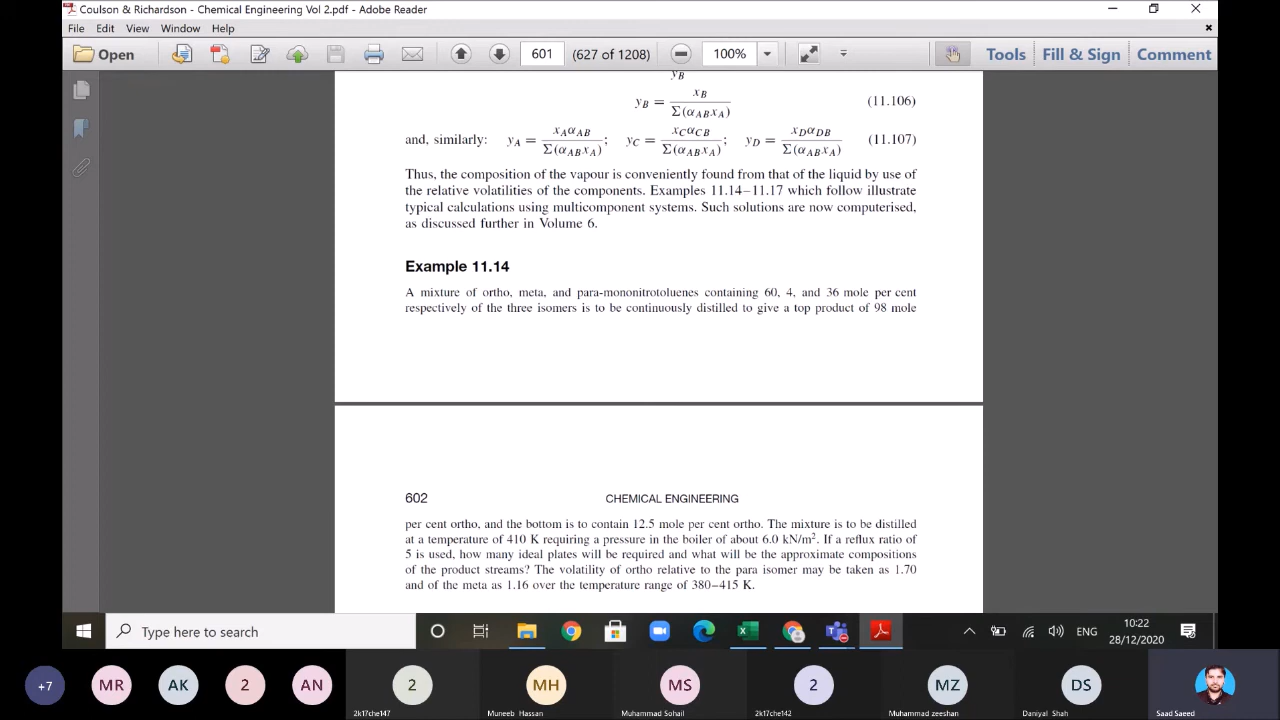 Coulson & Richardson - Chemical Engineering Vol 2.pdf - Adobe Reader
File Edit View Window Help
Open 601 (627 of 1208) 100% Tools Fill & Sign Comment
y_B
y_B = x_B / Σ(α_AB x_A) (11.106)
and, similarly: y_A = x_A α_AB / Σ(α_AB x_A); y_C = x_C α_CB / Σ(α_AB x_A); y_D = x_D α_DB / Σ(α_AB x_A) (11.107)
Thus, the composition of the vapour is conveniently found from that of the liquid by use of
the relative volatilities of the components. Examples 11.14–11.17 which follow illustrate
typical calculations using multicomponent systems. Such solutions are now computerised,
as discussed further in Volume 6.
Example 11.14
A mixture of ortho, meta, and para-mononitrotoluenes containing 60, 4, and 36 mole per cent
respectively of the three isomers is to be continuously distilled to give a top product of 98 mole
602 CHEMICAL ENGINEERING
per cent ortho, and the bottom is to contain 12.5 mole per cent ortho. The mixture is to be distilled
at a temperature of 410 K requiring a pressure in the boiler of about 6.0 kN/m². If a reflux ratio of
5 is used, how many ideal plates will be required and what will be the approximate compositions
of the product streams? The volatility of ortho relative to the para isomer may be taken as 1.70
and of the meta as 1.16 over the temperature range of 380–415 K.
Type here to search
ENG
10:22
28/12/2020
+7 MR AK 2 AN 2 MH MS 2 MZ DS
2k17che147 Muneeb Hassan Muhammad Sohail 2k17che142 Muhammad zeeshan Daniyal Shah Saad Saeed